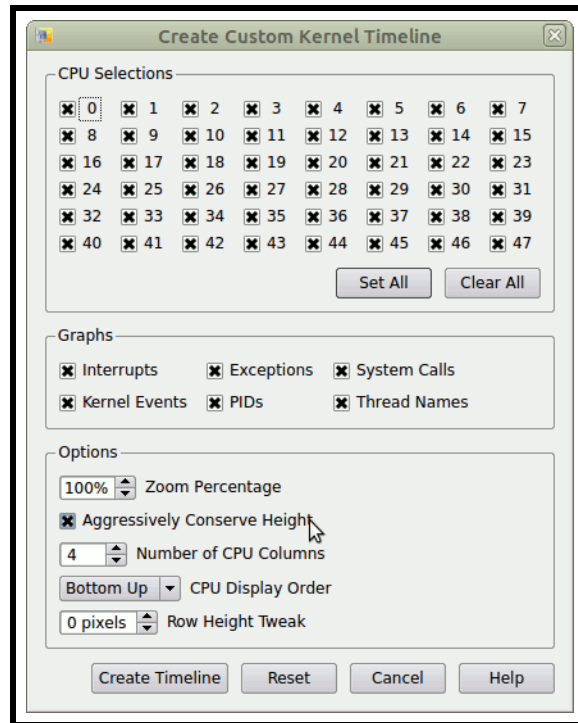 Create Custom Kernel Timeline
CPU Selections
0 1 2 3 4 5 6 7
8 9 10 11 12 13 14 15
16 17 18 19 20 21 22 23
24 25 26 27 28 29 30 31
32 33 34 35 36 37 38 39
40 41 42 43 44 45 46 47
Set All Clear All
Graphs
Interrupts Exceptions System Calls
Kernel Events PIDs Thread Names
Options
100% Zoom Percentage
Aggressively Conserve Height
4 Number of CPU Columns
Bottom Up CPU Display Order
0 pixels Row Height Tweak
Create Timeline Reset Cancel Help